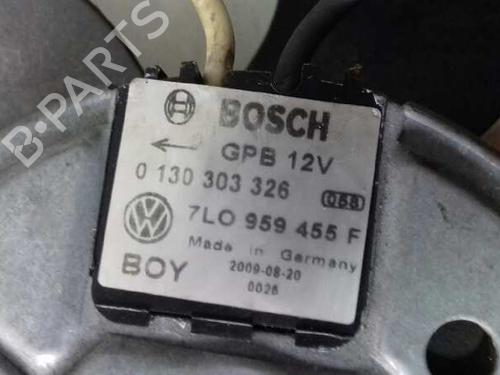 B-Parts
BOSCH
GPB 12V
0 130 303 326
7L0 959 455 F
Made in Germany
BOY 2009-08-20
0026